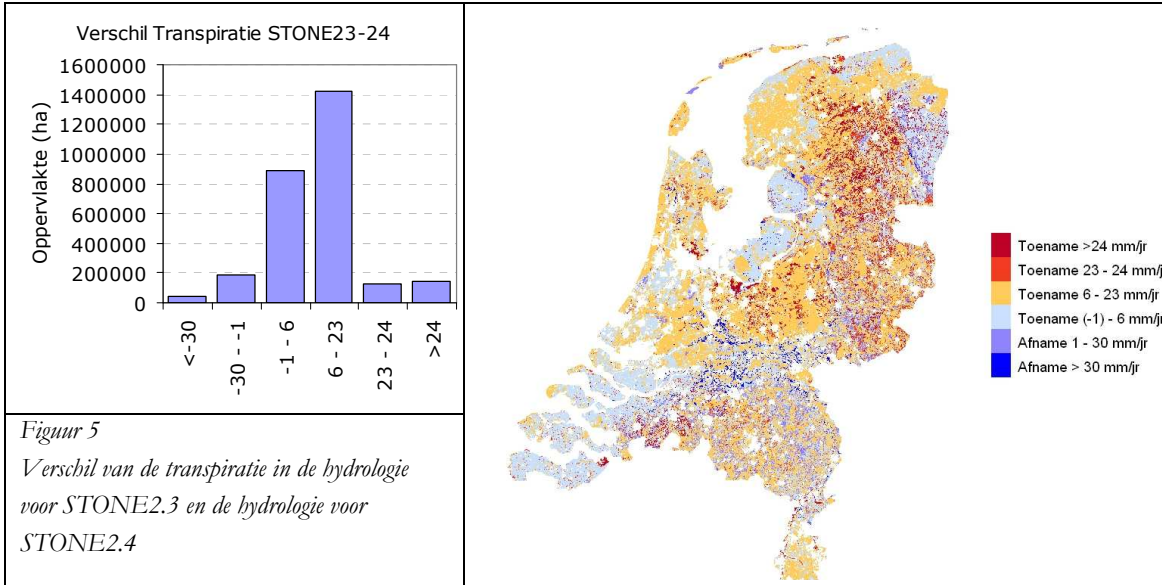 Verschil Transpiratie STONE23-24
1600000
1400000
1200000
1000000
800000
600000
400000
200000
0
Oppervlakte (ha)
<-30
-30 - -1
-1 - 6
6 - 23
23 - 24
>24
Figuur 5
Verschil van de transpiratie in de hydrologie
voor STONE2.3 en de hydrologie voor
STONE2.4
Toename >24 mm/jr
Toename 23 - 24 mm/jr
Toename 6 - 23 mm/jr
Toename (-1) - 6 mm/jr
Afname 1 - 30 mm/jr
Afname > 30 mm/jr